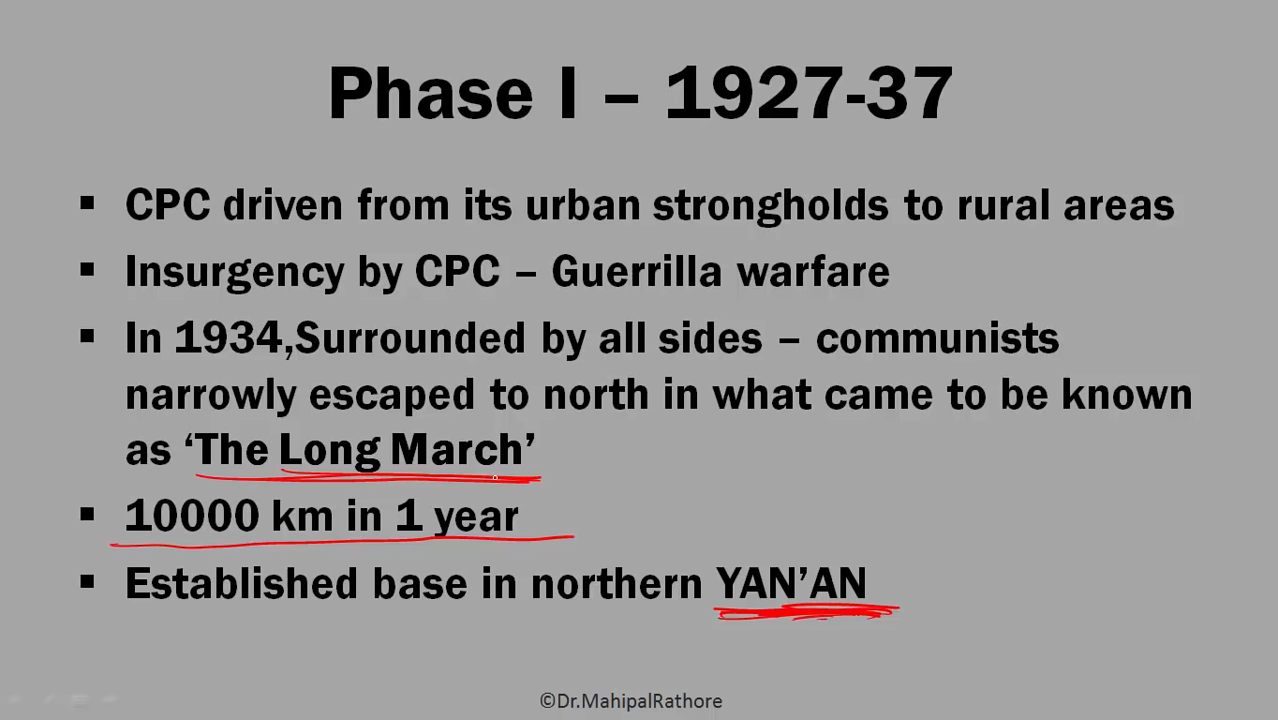 Phase I – 1927-37
▪ CPC driven from its urban strongholds to rural areas
▪ Insurgency by CPC – Guerrilla warfare
▪ In 1934,Surrounded by all sides – communists
narrowly escaped to north in what came to be known
as ‘The Long March’
▪ 10000 km in 1 year
▪ Established base in northern YAN’AN
©Dr.MahipalRathore